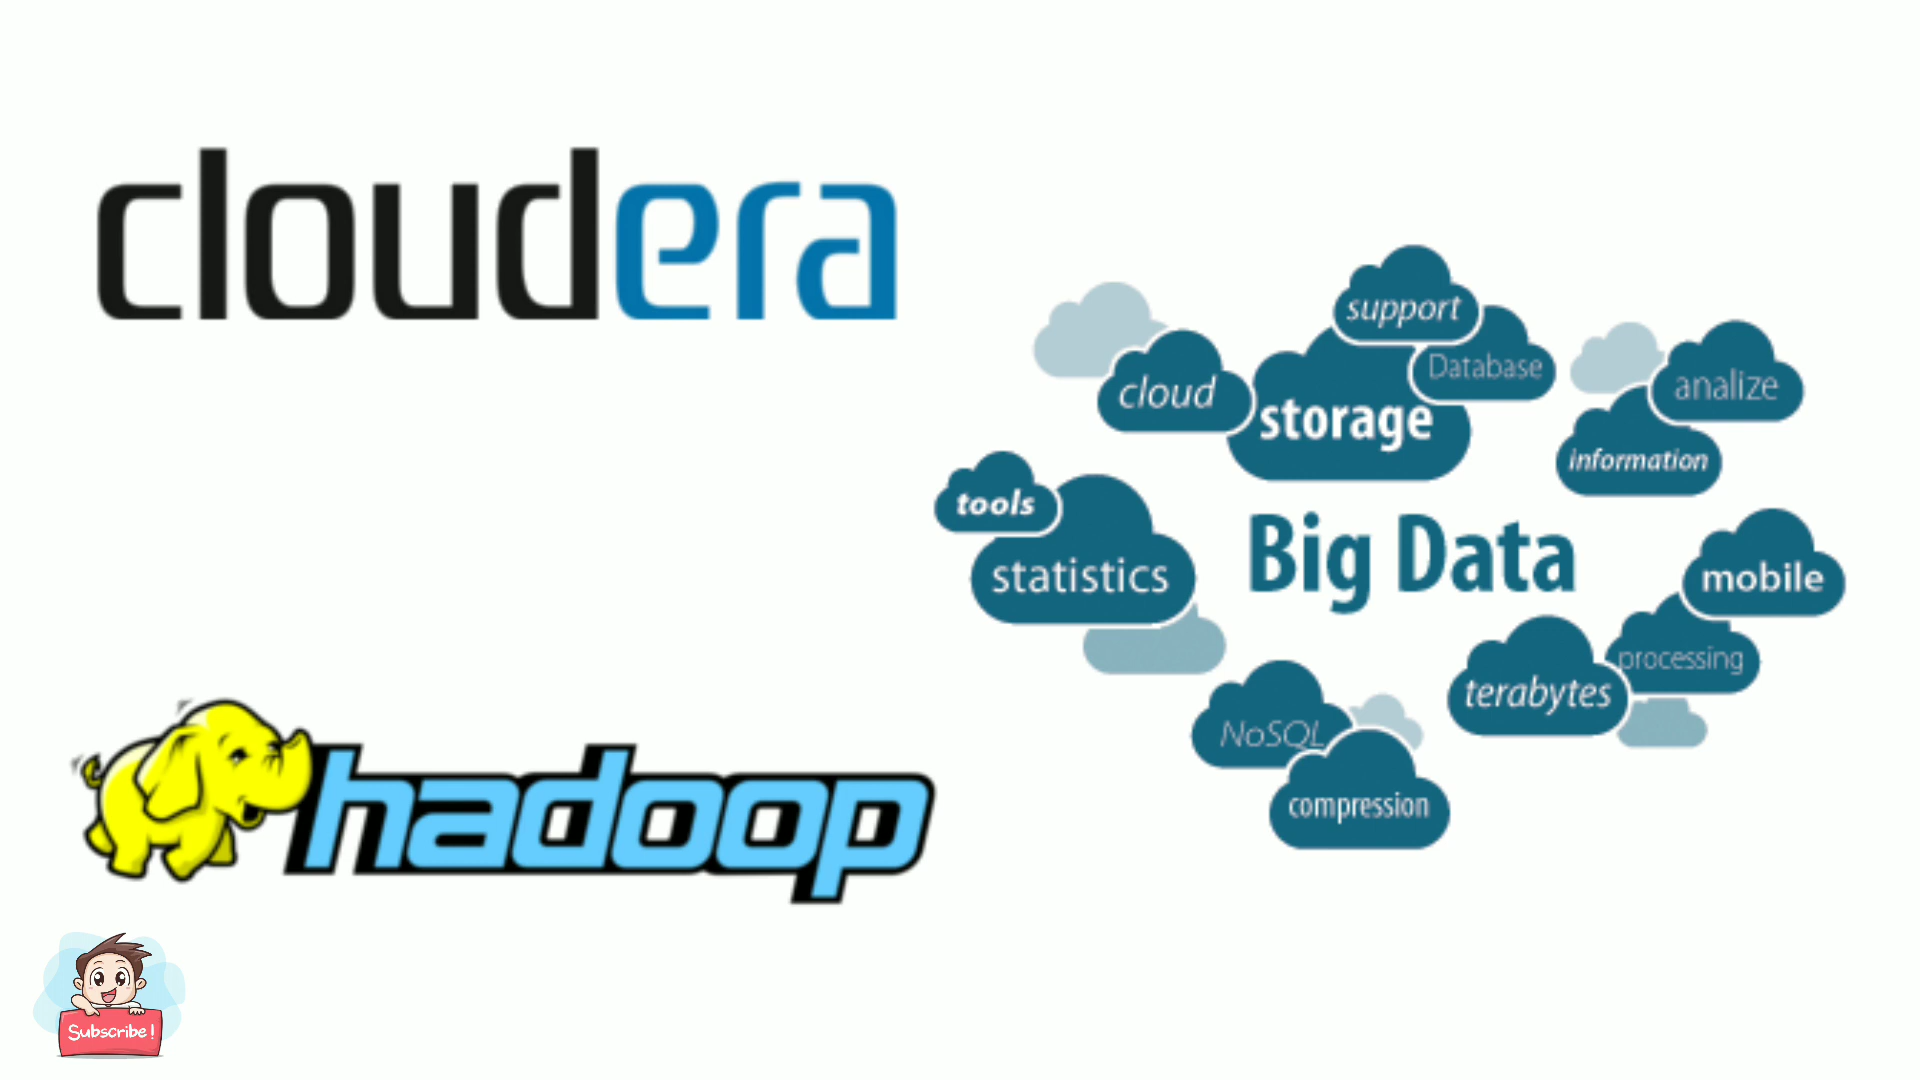 cloudera
support
Database
cloud
storage
analize
information
tools
statistics
Big Data
mobile
processing
terabytes
NoSQL
compression
hadoop
Subscribe!